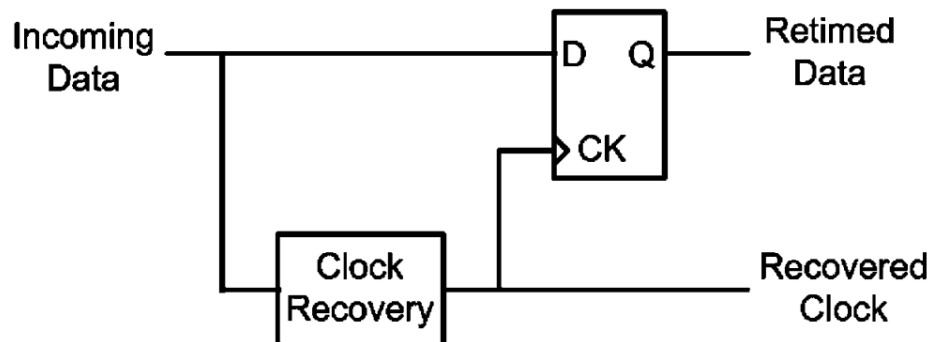 Incoming
Data
D Q
CK
Retimed
Data
Clock
Recovery
Recovered
Clock